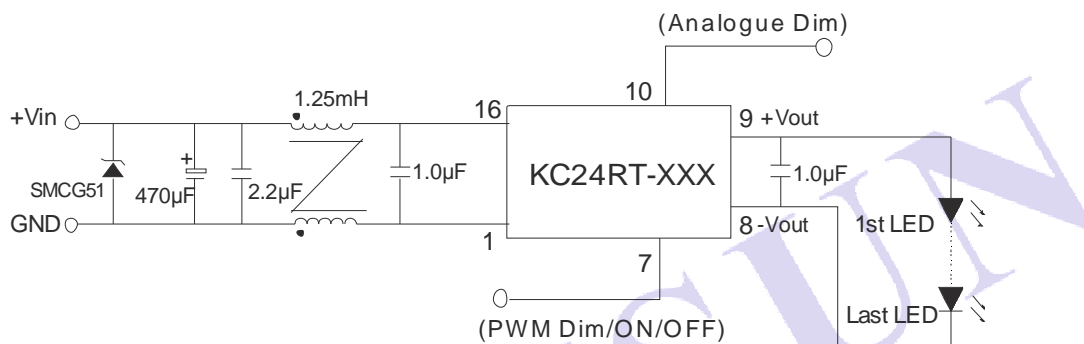 (Analogue Dim)
1.25mH
16
10
+Vin
9 +Vout
+
SMCG51
470µF
2.2µF
1.0µF
KC24RT-XXX
1.0µF
GND
1
8 -Vout
1st LED
7
Last LED
(PWM Dim/ON/OFF)
SUN